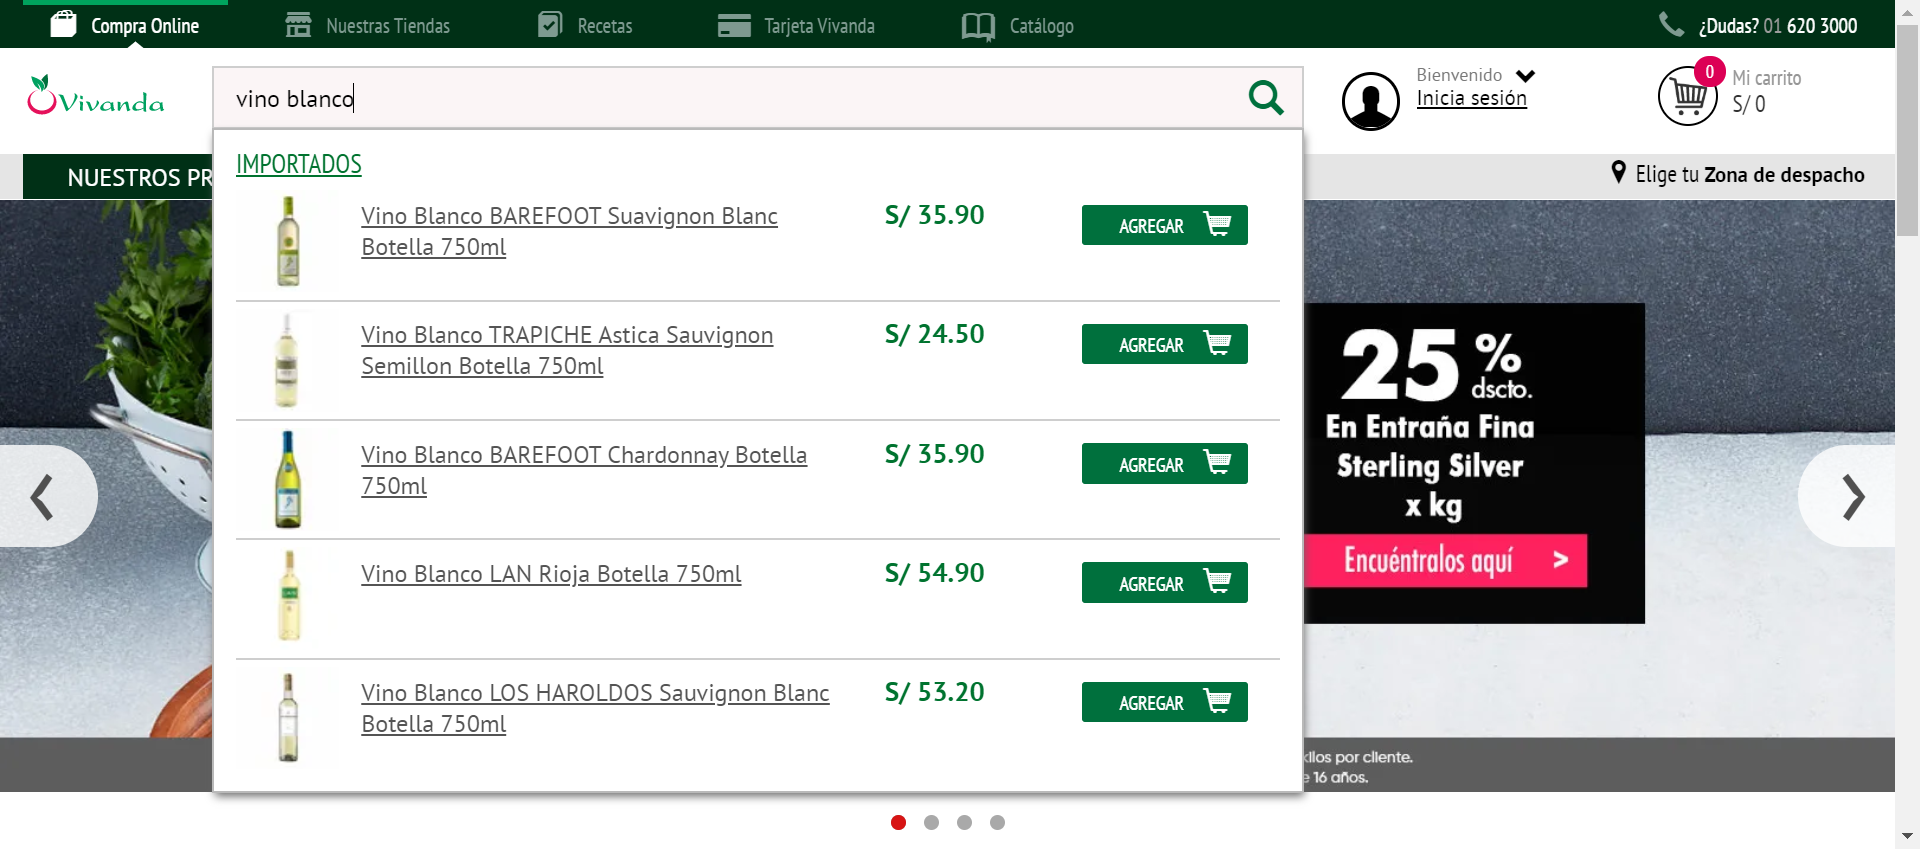 Compra Online
Nuestras Tiendas
Recetas
Tarjeta Vivanda
Catálogo
¿Dudas? 01 620 3000
Vivanda
vino blanco
Bienvenido
Inicia sesión
0
Mi carrito
S/ 0
NUESTROS PR
Elige tu Zona de despacho
IMPORTADOS
Vino Blanco BAREFOOT Suavignon Blanc
Botella 750ml
S/ 35.90
AGREGAR
Vino Blanco TRAPICHE Astica Sauvignon
Semillon Botella 750ml
S/ 24.50
AGREGAR
Vino Blanco BAREFOOT Chardonnay Botella
750ml
S/ 35.90
AGREGAR
Vino Blanco LAN Rioja Botella 750ml
S/ 54.90
AGREGAR
Vino Blanco LOS HAROLDOS Sauvignon Blanc
Botella 750ml
S/ 53.20
AGREGAR
25 %
dscto.
En Entraña Fina
Sterling Silver
x kg
Encuéntralos aquí >
kilos por cliente.
e 16 años.